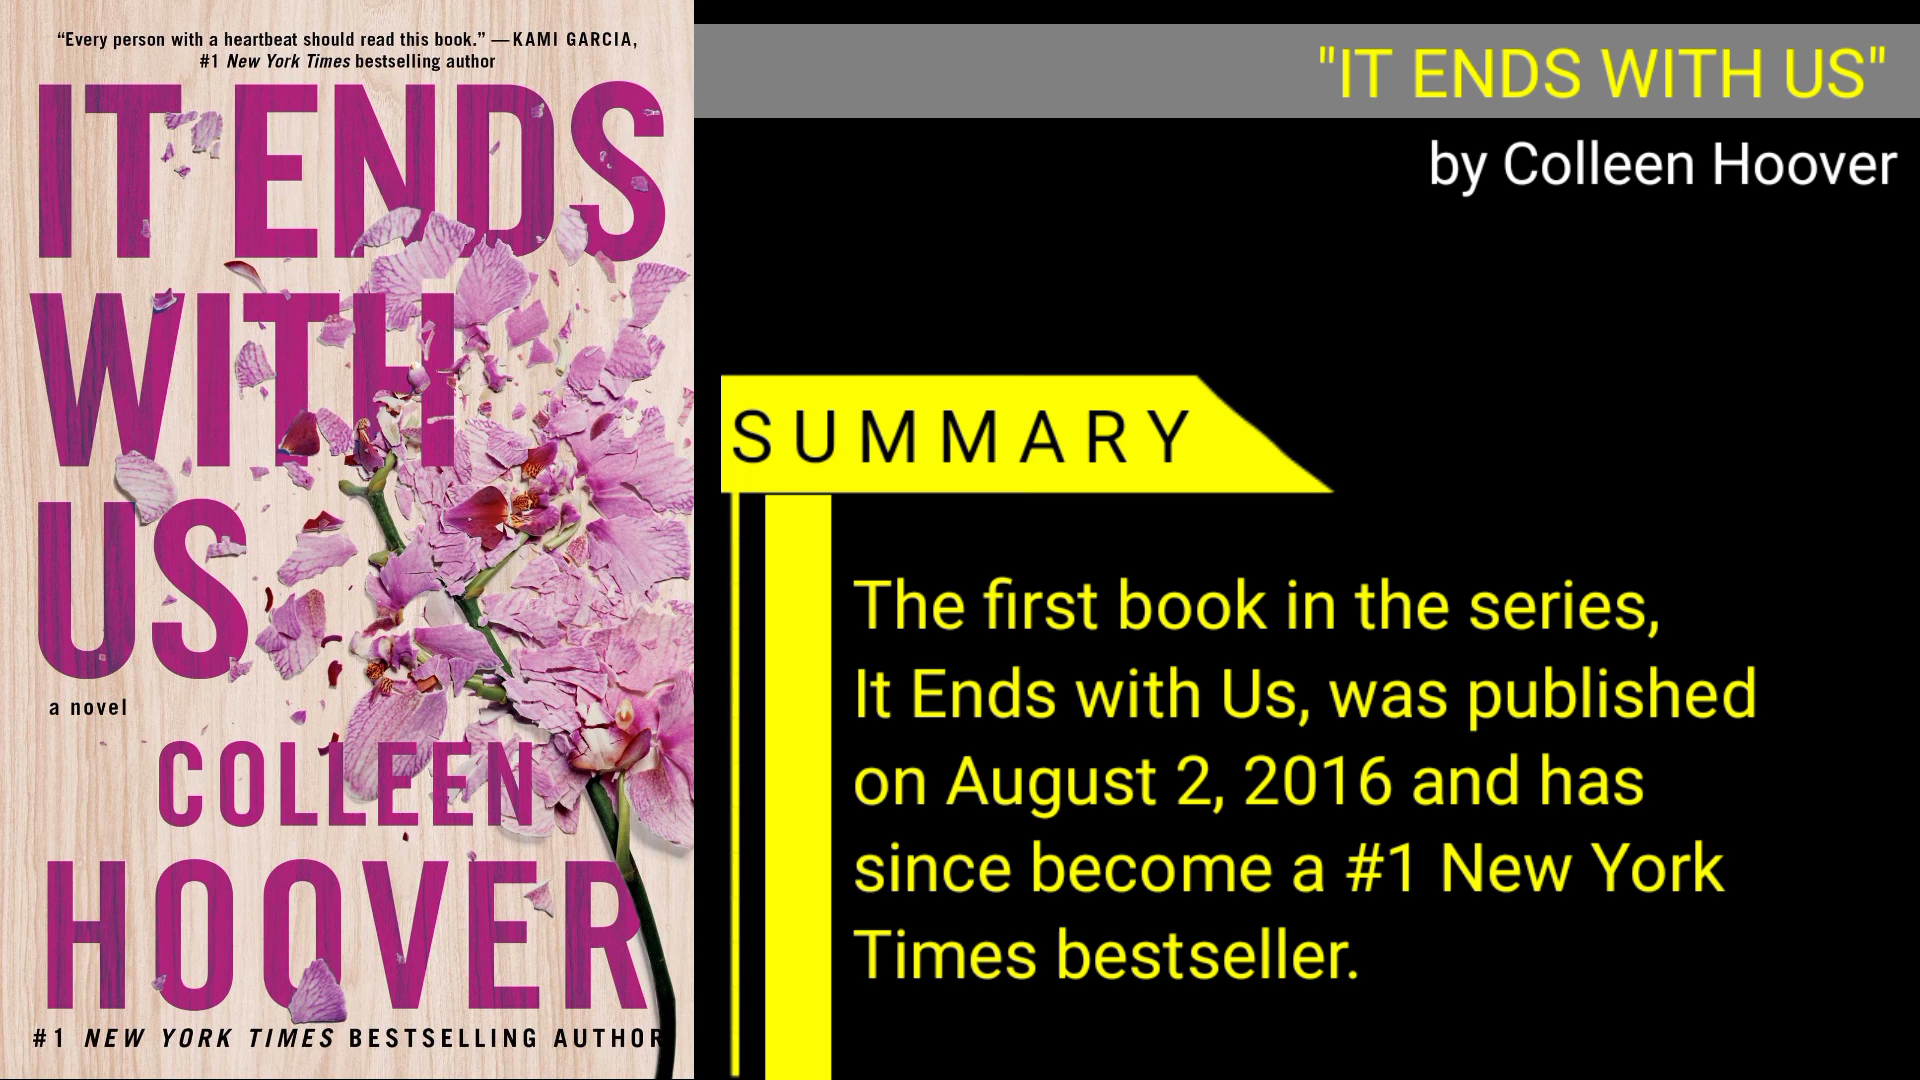 “Every person with a heartbeat should read this book.” —KAMI GARCIA,
#1 New York Times bestselling author
IT ENDS
WITH
US
a novel
COLLEEN
HOOVER
#1 NEW YORK TIMES BESTSELLING AUTHOR
"IT ENDS WITH US"
by Colleen Hoover
SUMMARY
The first book in the series,
It Ends with Us, was published
on August 2, 2016 and has
since become a #1 New York
Times bestseller.